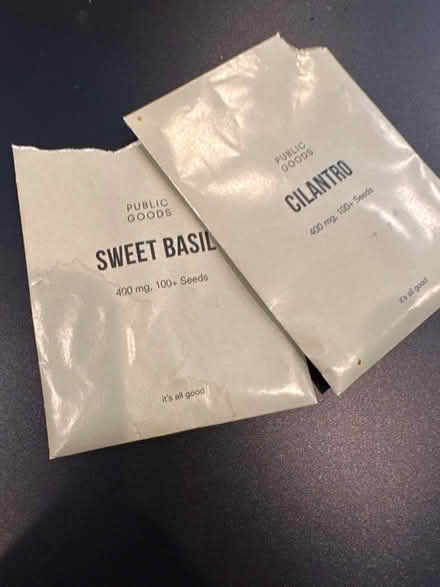 PUBLIC
GOODS
SWEET BASIL
400 mg, 100+ Seeds
it's all good
PUBLIC
GOODS
CILANTRO
400 mg, 100+ Seeds
it's all good